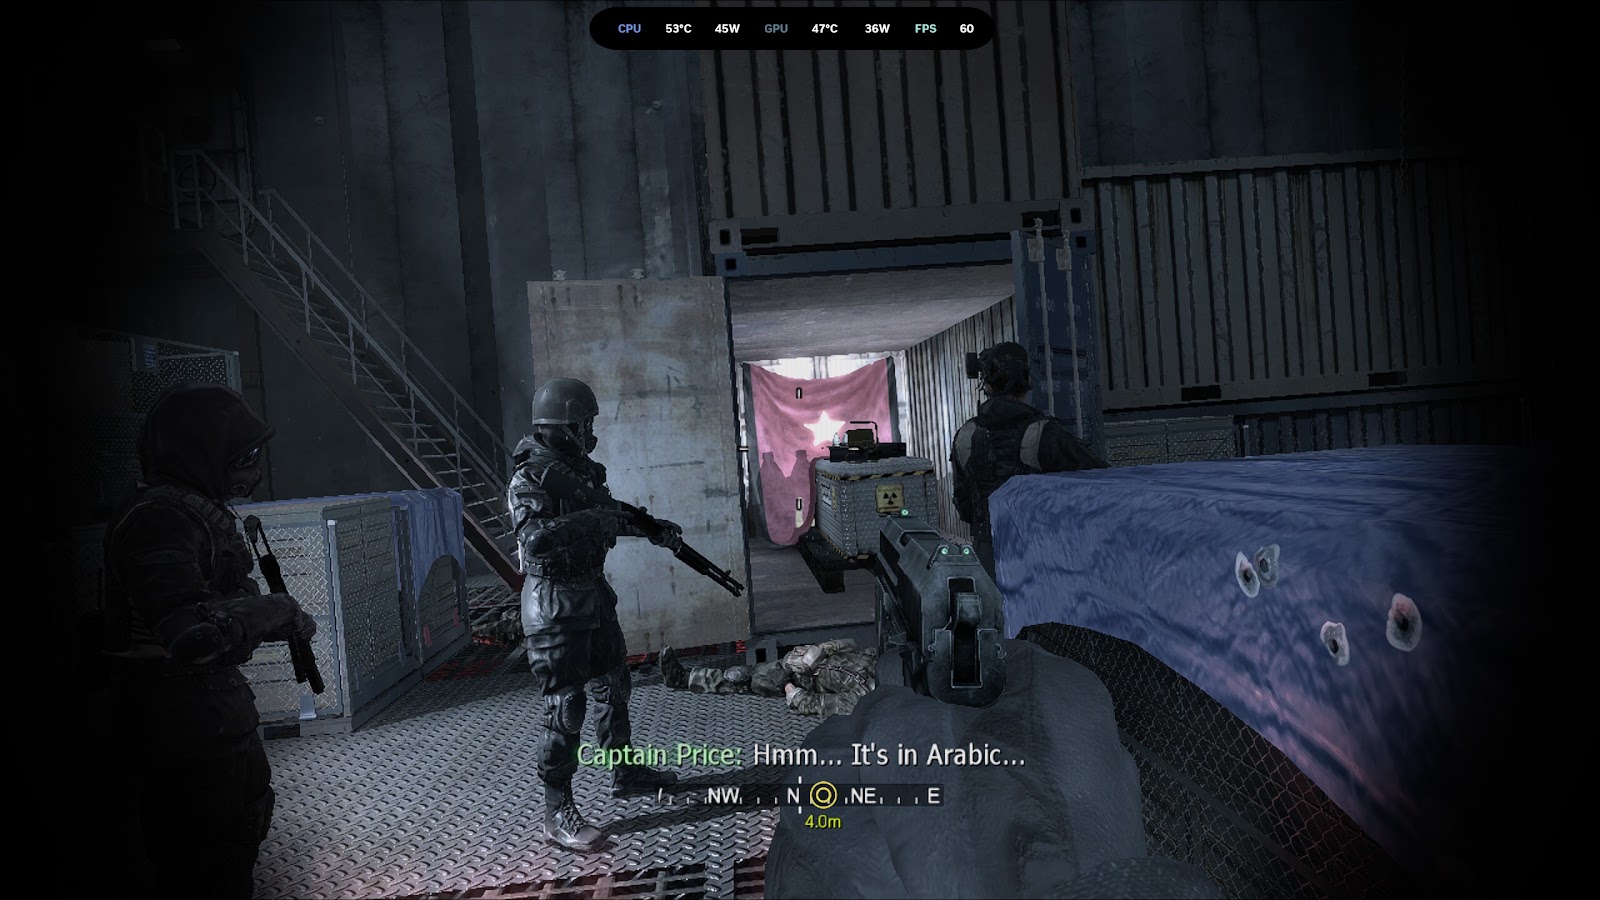 CPU 53°C 45W GPU 47°C 36W FPS 60
Captain Price: Hmm... It's in Arabic...
NW N NE E
4.0m